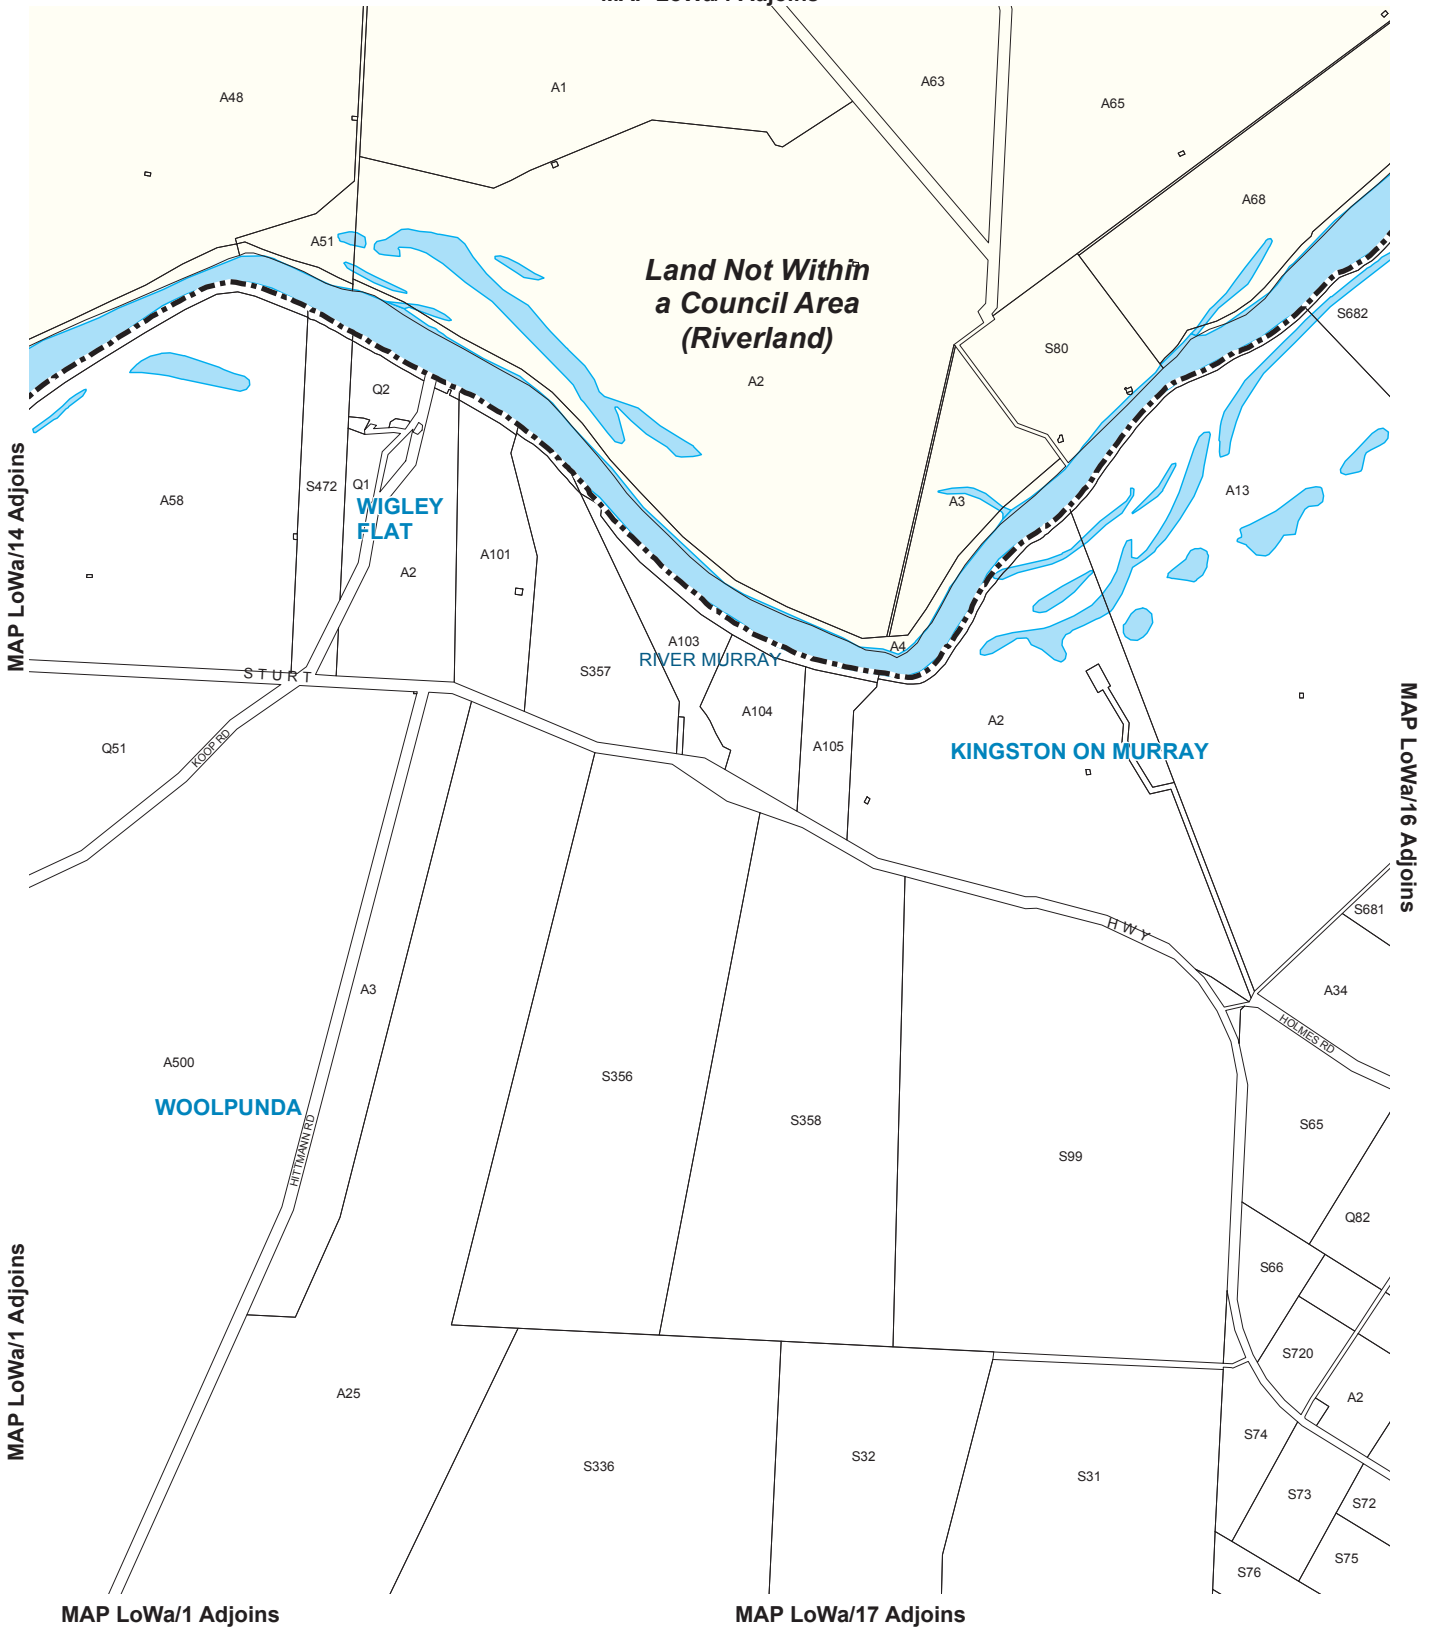 A48
A1
A63
A65
A68
A51
Land Not Within
a Council Area
(Riverland)
S682
S80
A2
Q2
A58
S472
Q1
WIGLEY
FLAT
A3
A13
A101
A2
MAP LoWa/14 Adjoins
A103
RIVER MURRAY
A4
S357
STURT
A104
A2
Q51
KOOP RD
A105
KINGSTON ON MURRAY
MAP LoWa/16 Adjoins
HWY
S681
A3
A34
HOLMES RD
A500
S356
WOOLPUNDA
HITTMANN RD
S358
S65
S99
Q82
S66
MAP LoWa/1 Adjoins
S720
A25
A2
S74
S336
S32
S31
S73
S72
S75
S76
MAP LoWa/1 Adjoins
MAP LoWa/17 Adjoins